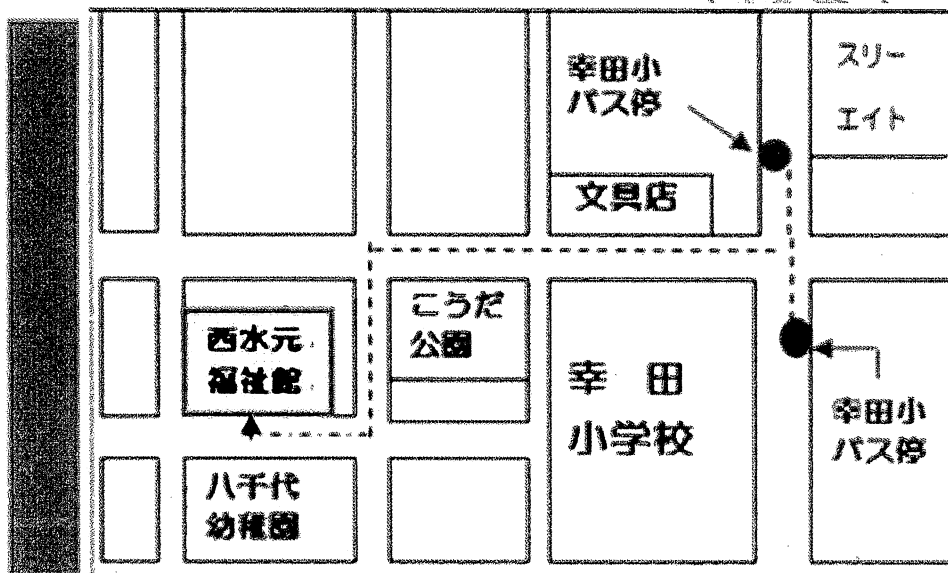 幸田小
バス停
スリー
エイト
文具店
こうだ
公園
西水元
福祉館
幸田
小学校
幸田小
バス停
八千代
幼稚園